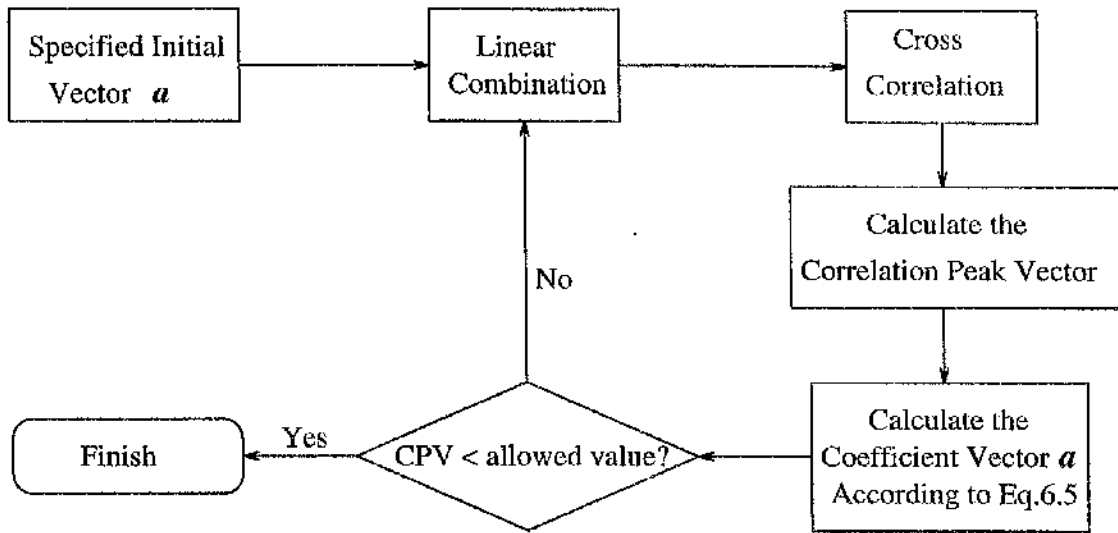 Specified Initial
Vector a
Linear
Combination
Cross
Correlation
Calculate the
Correlation Peak Vector
Calculate the
Coefficient Vector a
According to Eq.6.5
CPV < allowed value?
No
Yes
Finish